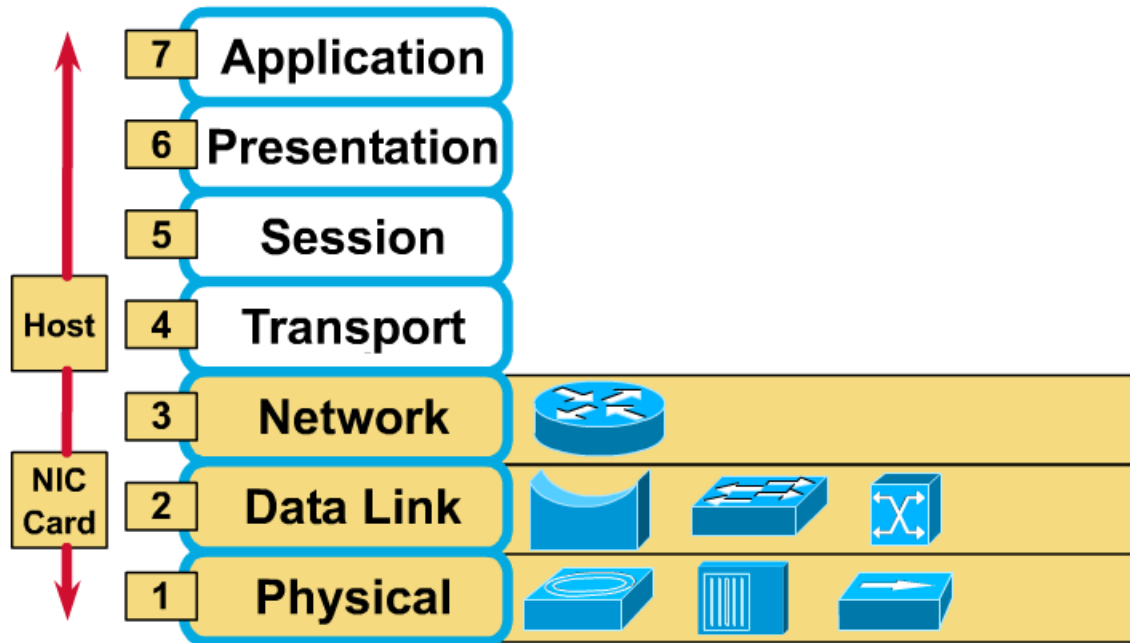 7 Application
6 Presentation
5 Session
Host
4 Transport
3 Network
NIC
Card
2 Data Link
1 Physical